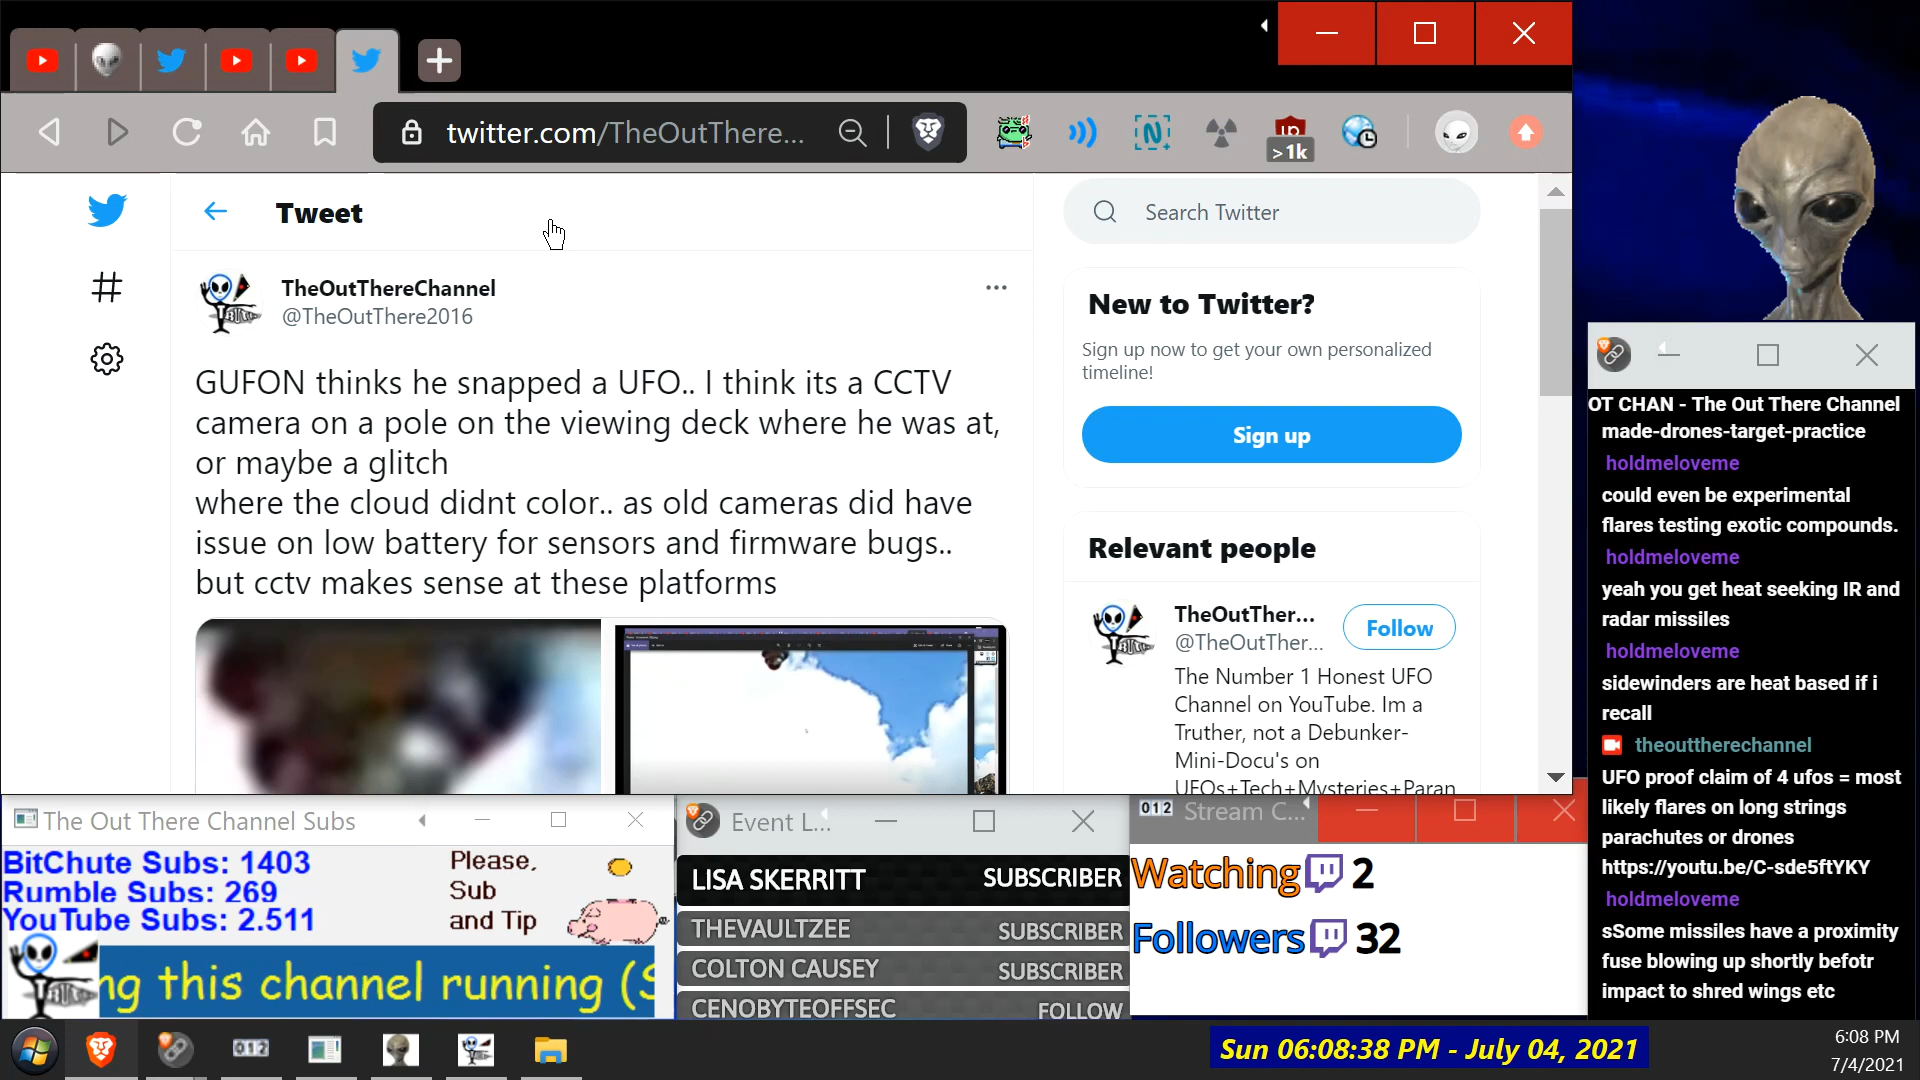 twitter.com/TheOutThere...
>1k
Tweet
TheOutThereChannel
@TheOutThere2016
GUFON thinks he snapped a UFO.. I think its a CCTV
camera on a pole on the viewing deck where he was at,
or maybe a glitch
where the cloud didnt color.. as old cameras did have
issue on low battery for sensors and firmware bugs..
but cctv makes sense at these platforms
Search Twitter
New to Twitter?
Sign up now to get your own personalized
timeline!
Sign up
Relevant people
TheOutTher...
@TheOutTher...
Follow
The Number 1 Honest UFO
Channel on YouTube. Im a
Truther, not a Debunker-
Mini-Docu's on
UFOs+Tech+Mysteries+Paran
OT CHAN - The Out There Channel
made-drones-target-practice
holdmeloveme
could even be experimental
flares testing exotic compounds.
holdmeloveme
yeah you get heat seeking IR and
radar missiles
holdmeloveme
sidewinders are heat based if i
recall
theouttherechannel
UFO proof claim of 4 ufos = most
likely flares on long strings
parachutes or drones
https://youtu.be/C-sde5ftYKY
holdmeloveme
sSome missiles have a proximity
fuse blowing up shortly befotr
impact to shred wings etc
The Out There Channel Subs
BitChute Subs: 1403
Rumble Subs: 269
YouTube Subs: 2.511
Please,
Sub
and Tip
ng this channel running (S
Event L...
LISA SKERRITT SUBSCRIBER
THEVAULTZEE SUBSCRIBER
COLTON CAUSEY SUBSCRIBER
CENOBYTEOFFSEC FOLLOW
012 Stream C...
Watching 2
Followers 32
012
Sun 06:08:38 PM - July 04, 2021
6:08 PM
7/4/2021